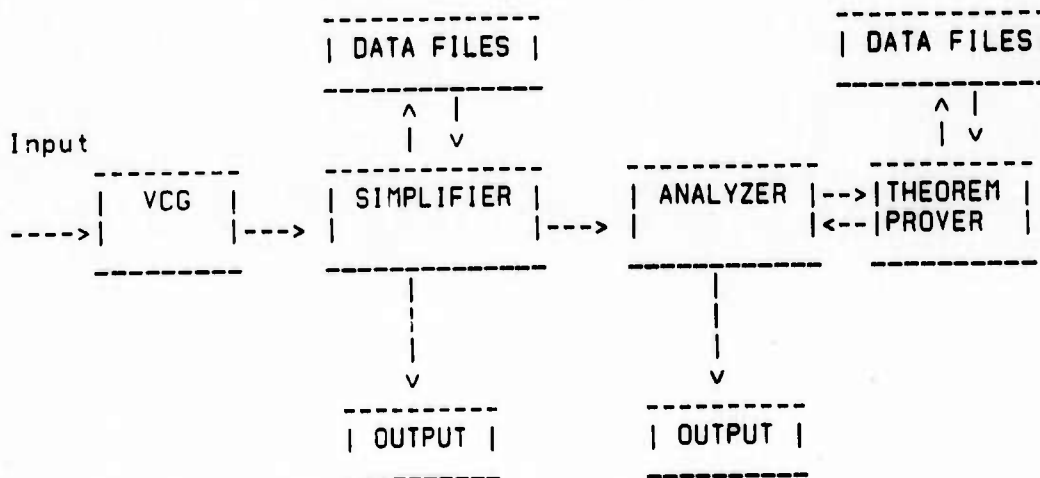 DATA FILES
DATA FILES
Input
VCG
SIMPLIFIER
ANALYZER
THEOREM
PROVER
OUTPUT
OUTPUT